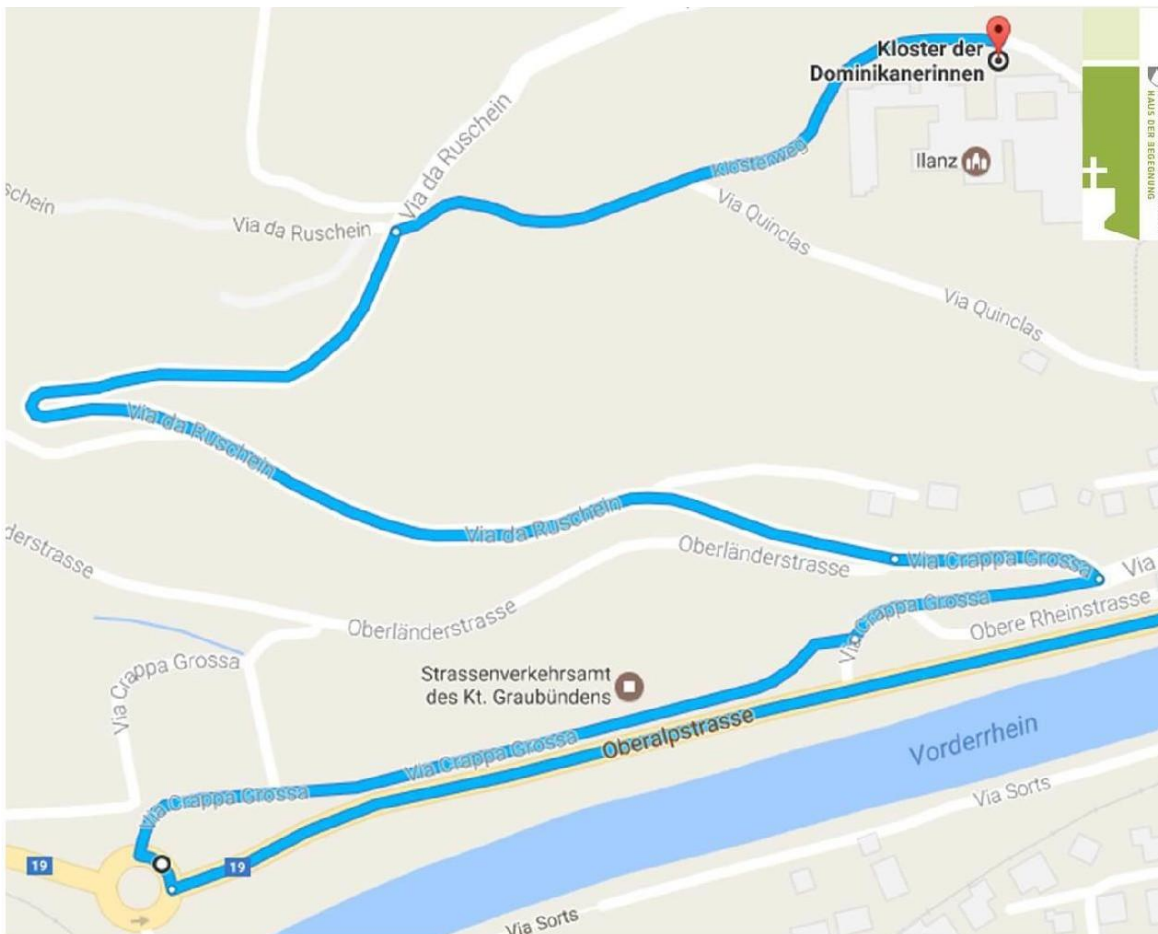 Kloster der
Dominikanerinnen
HAUS DER BEGEGNUNG
Via da Ruschein
Klosterweg
Ilanz
schein
Via da Ruschein
Via Quinclas
Via Quinclas
Via da Ruschein
Via da Ruschein
derstrasse
Oberländerstrasse
Via Crappa Grossa
Via
Via Crappa Grossa
Oberländerstrasse
Obere Rheinstrasse
Via Crappa Grossa
Strassenverkehrsamt
des Kt. Graubündens
Via
Oberalpstrasse
Vorderrhein
Via Crappa Grossa
Via Crappa Grossa
Via Sorts
19
19
Via Sorts